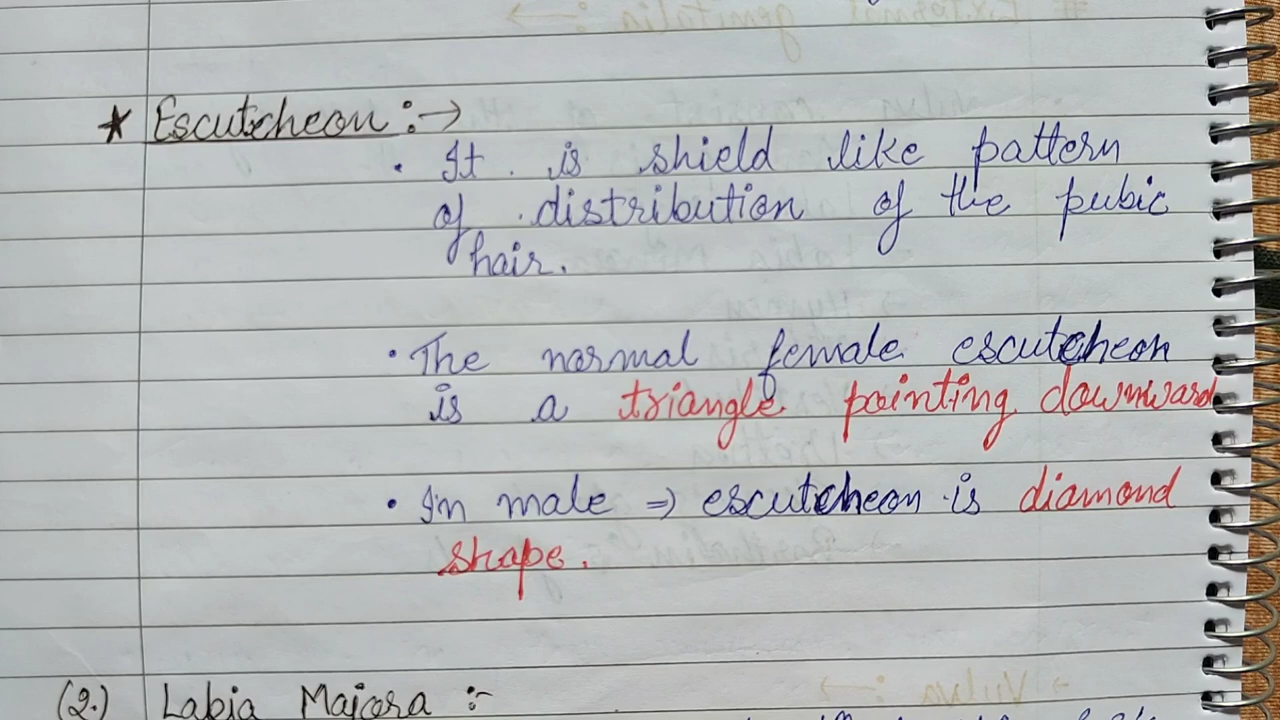 ★ Escutcheon :→
• It is shield like pattern
of distribution of the pubic
hair.
• The normal female escutcheon
is a triangle pointing downward
• In male ⇒ escutcheon is diamond
shape.
(2.) Labia Majora :-